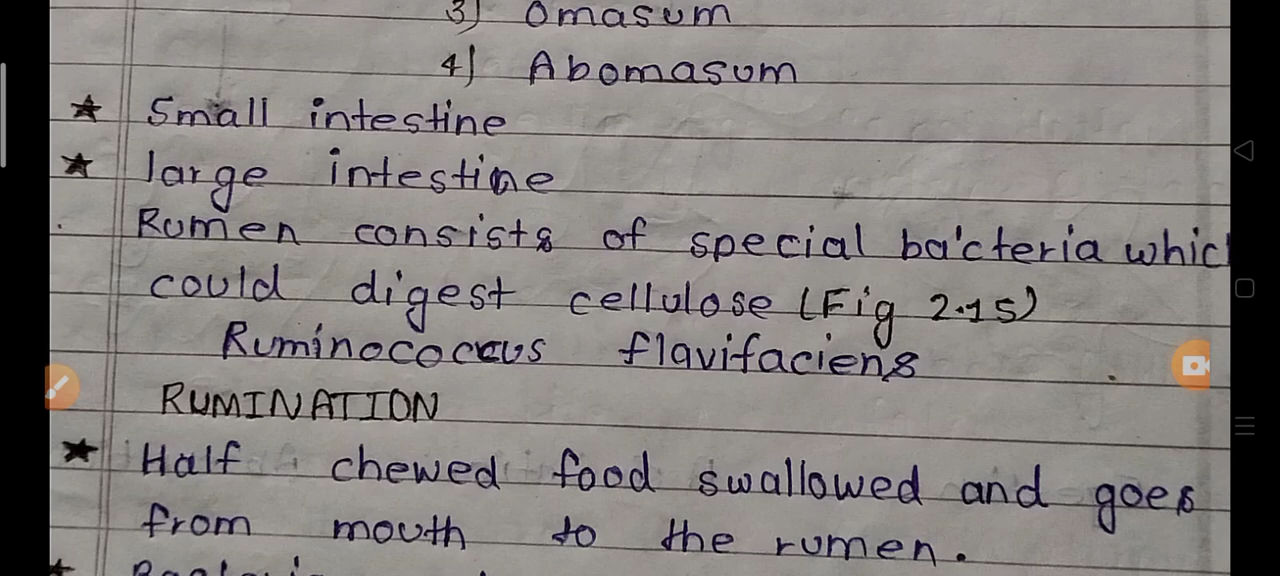 3) Omasum
4) Abomasum
★ Small intestine
★ large intestine
Rumen consists of special bacteria which
could digest cellulose (Fig 2.15)
Ruminococcus flavifaciens
RUMINATION
★ Half chewed food swallowed and goes
from mouth to the rumen.